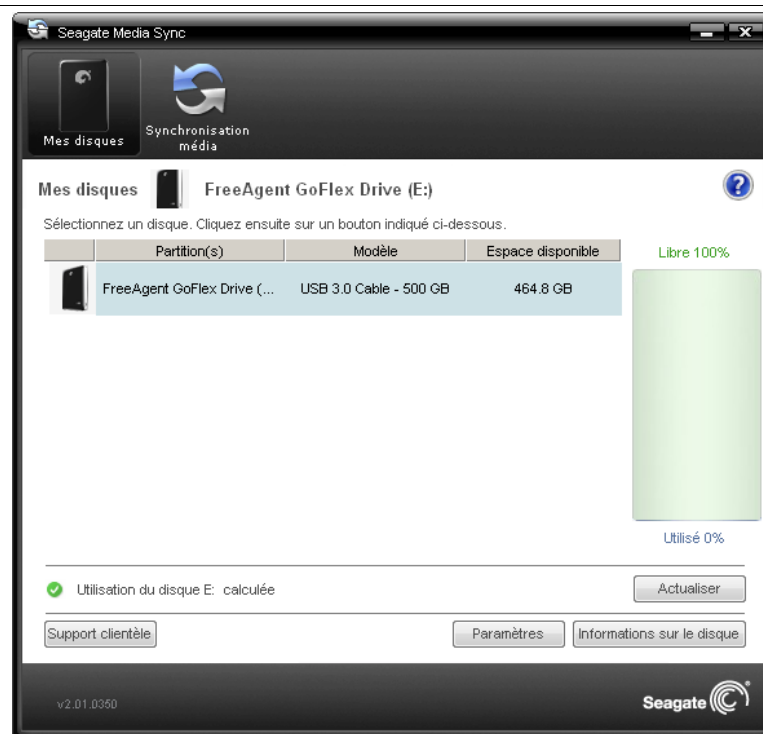 Seagate Media Sync
Mes disques
Synchronisation
média
Mes disques FreeAgent GoFlex Drive (E:)
Sélectionnez un disque. Cliquez ensuite sur un bouton indiqué ci-dessous.
Partition(s) Modèle Espace disponible Libre 100%
FreeAgent GoFlex Drive (... USB 3.0 Cable - 500 GB 464.8 GB
Utilisé 0%
Utilisation du disque E: calculée Actualiser
Support clientèle Paramètres Informations sur le disque
v2.01.0350 Seagate